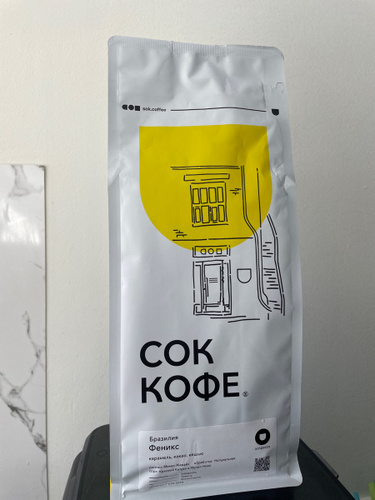 sok.coffee
СОК
КОФЕ®
Бразилия
Феникс
карамель, какао, вишня